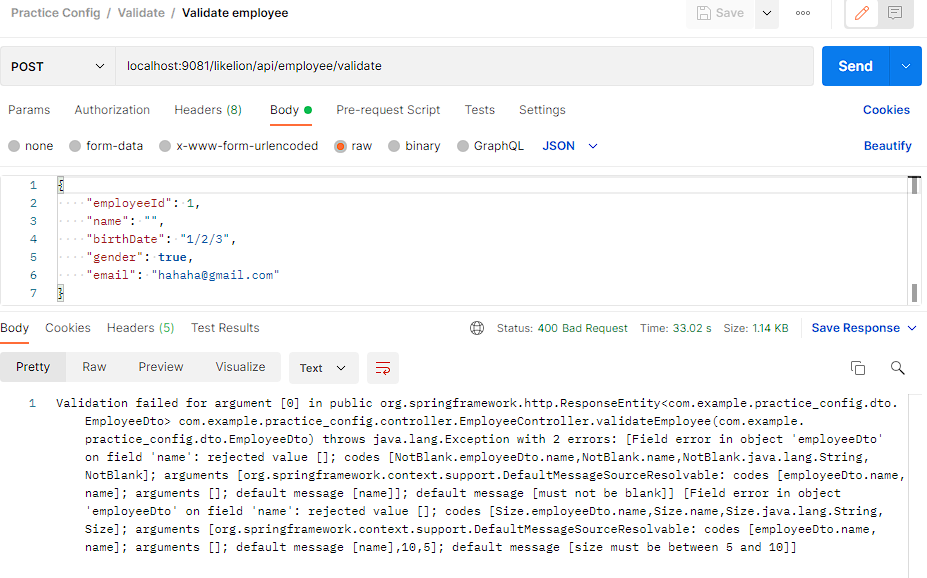 Practice Config / Validate / Validate employee
Save
POST
localhost:9081/likelion/api/employee/validate
Send
Params Authorization Headers (8) Body Pre-request Script Tests Settings Cookies
none form-data x-www-form-urlencoded raw binary GraphQL JSON Beautify
1 {
2 ····"employeeId": 1,
3 ····"name": "",
4 ····"birthDate": "1/2/3",
5 ····"gender": true,
6 ····"email": "hahaha@gmail.com"
7 }
Body Cookies Headers (5) Test Results Status: 400 Bad Request Time: 33.02 s Size: 1.14 KB Save Response
Pretty Raw Preview Visualize Text
1 Validation failed for argument [0] in public org.springframework.http.ResponseEntity<com.example.practice_config.dto.
EmployeeDto> com.example.practice_config.controller.EmployeeController.validateEmployee(com.example.
practice_config.dto.EmployeeDto) throws java.lang.Exception with 2 errors: [Field error in object 'employeeDto'
on field 'name': rejected value []; codes [NotBlank.employeeDto.name,NotBlank.name,NotBlank.java.lang.String,
NotBlank]; arguments [org.springframework.context.support.DefaultMessageSourceResolvable: codes [employeeDto.name,
name]; arguments []; default message [name]]; default message [must not be blank]] [Field error in object
'employeeDto' on field 'name': rejected value []; codes [Size.employeeDto.name,Size.name,Size.java.lang.String,
Size]; arguments [org.springframework.context.support.DefaultMessageSourceResolvable: codes [employeeDto.name,
name]; arguments []; default message [name],10,5]; default message [size must be between 5 and 10]]